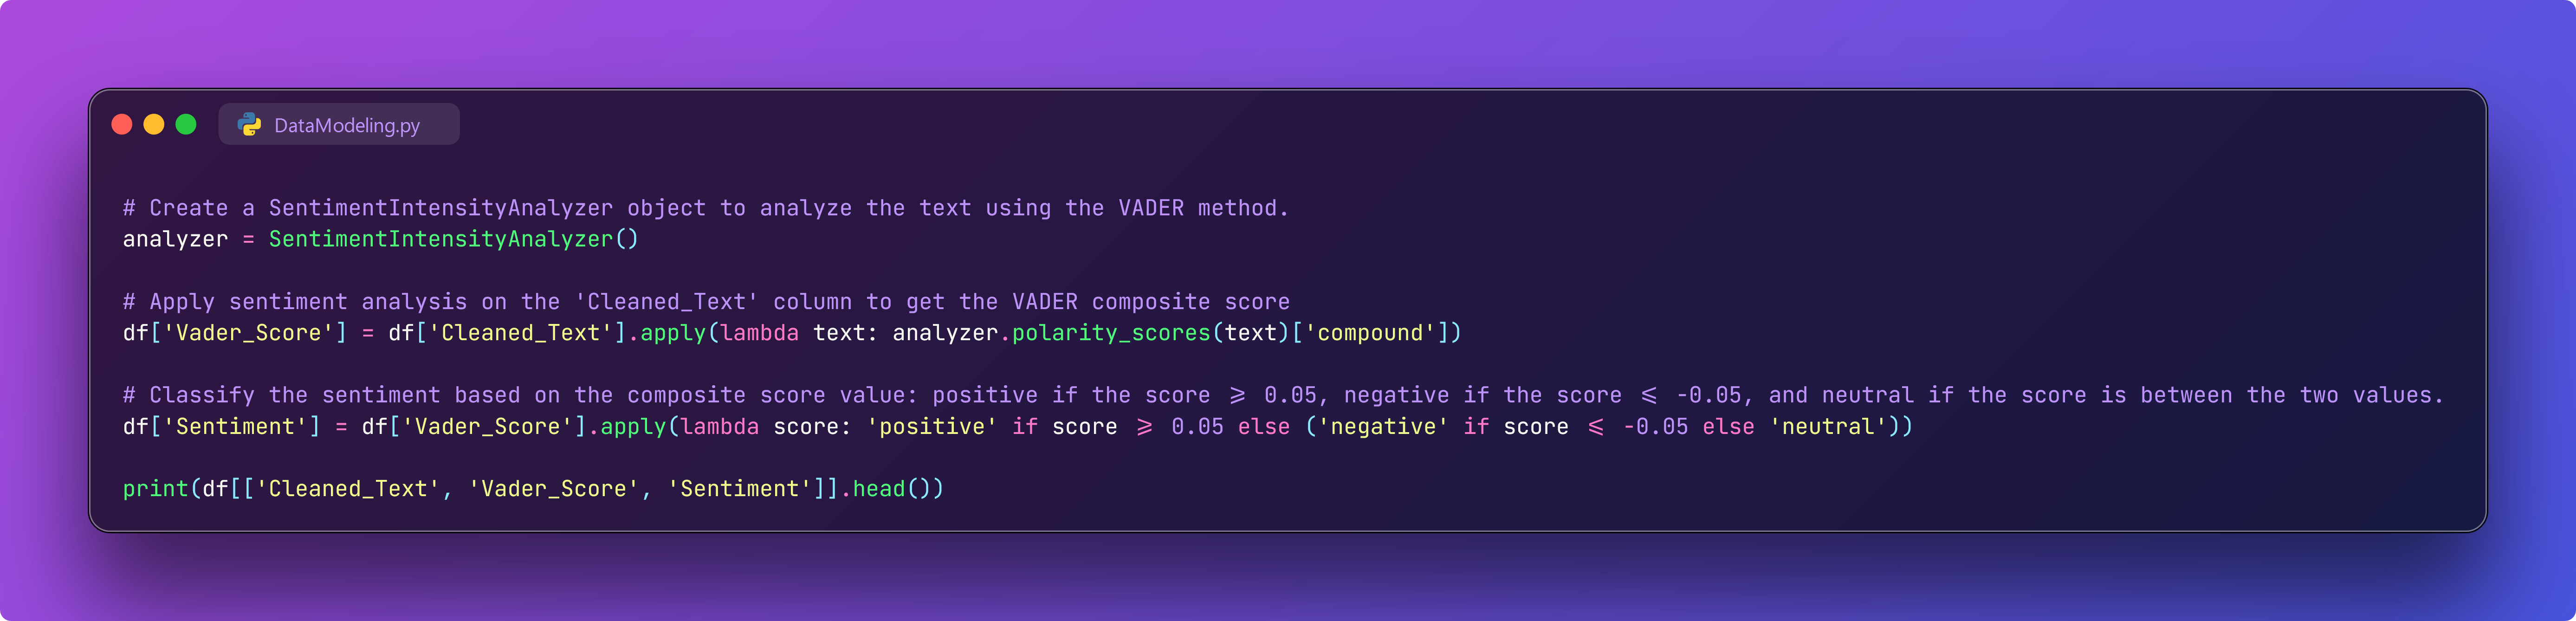 DataModeling.py
# Create a SentimentIntensityAnalyzer object to analyze the text using the VADER method.
analyzer = SentimentIntensityAnalyzer()
# Apply sentiment analysis on the 'Cleaned_Text' column to get the VADER composite score
df['Vader_Score'] = df['Cleaned_Text'].apply(lambda text: analyzer.polarity_scores(text)['compound'])
# Classify the sentiment based on the composite score value: positive if the score ⩾ 0.05, negative if the score ⩽ -0.05, and neutral if the score is between the two values.
df['Sentiment'] = df['Vader_Score'].apply(lambda score: 'positive' if score ⩾ 0.05 else ('negative' if score ⩽ -0.05 else 'neutral'))
print(df[['Cleaned_Text', 'Vader_Score', 'Sentiment']].head())